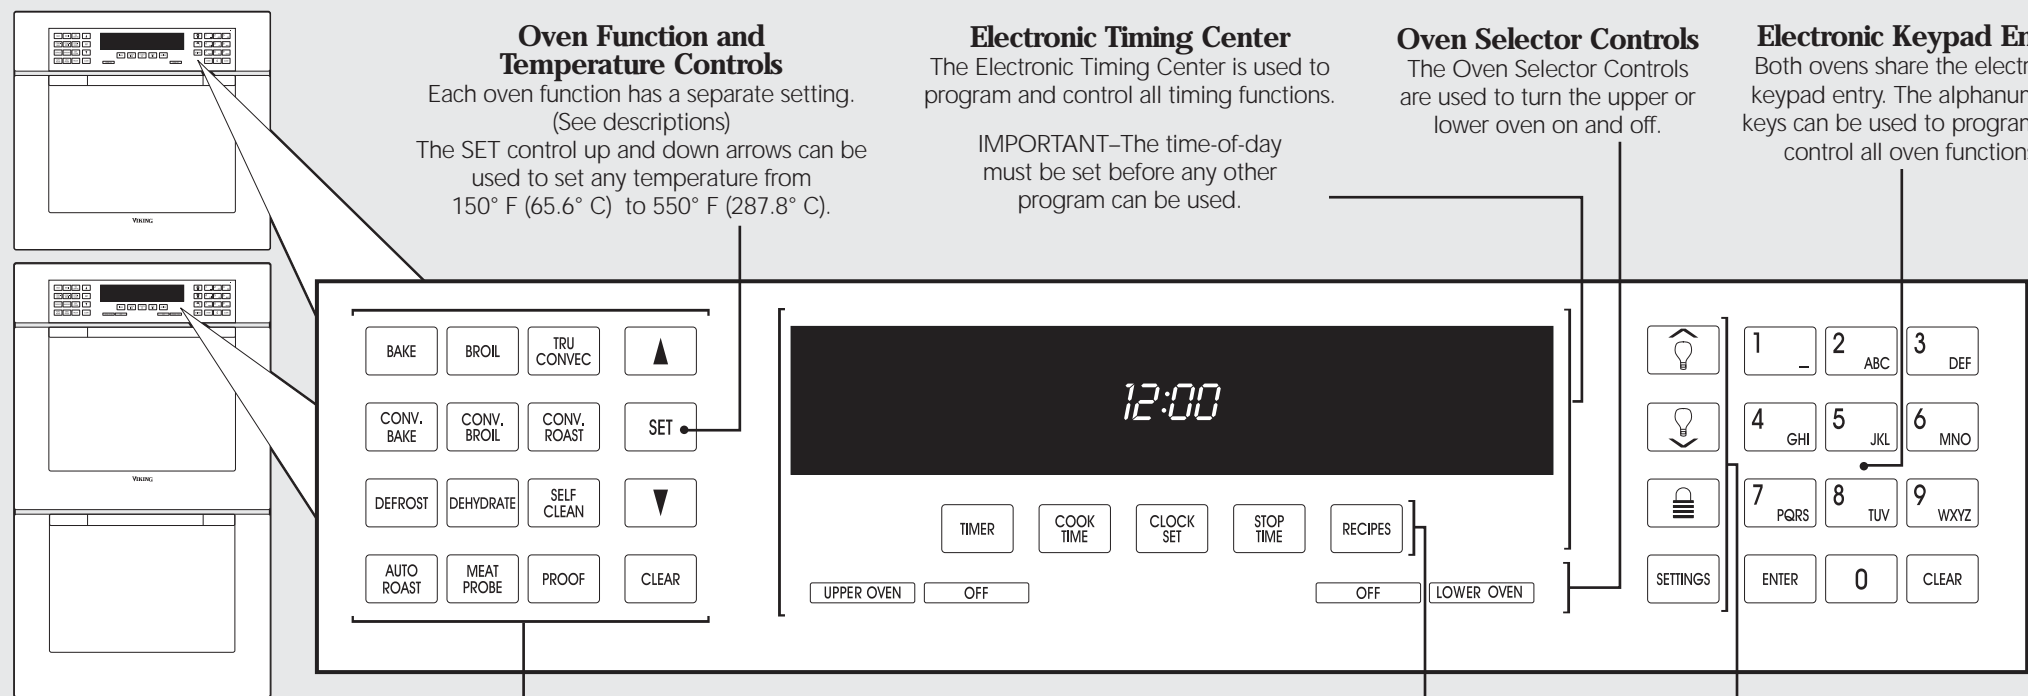 Oven Function and
Temperature Controls
Each oven function has a separate setting.
(See descriptions)
The SET control up and down arrows can be
used to set any temperature from
150° F (65.6° C)  to 550° F (287.8° C).
Electronic Timing Center
The Electronic Timing Center is used to
program and control all timing functions.
IMPORTANT–The time-of-day
must be set before any other
program can be used.
Oven Selector Controls
The Oven Selector Controls
are used to turn the upper or
lower oven on and off.
Electronic Keypad
Both ovens share the
keypad entry. The
keys can be used to
control all oven
VIKING
VIKING
BAKE
BROIL
TRU
CONVEC
CONV.
BAKE
CONV.
BROIL
CONV.
ROAST
SET
DEFROST
DEHYDRATE
SELF
CLEAN
AUTO
ROAST
MEAT
PROBE
PROOF
CLEAR
12:00
TIMER
COOK
TIME
CLOCK
SET
STOP
TIME
RECIPES
UPPER OVEN
OFF
OFF
LOWER OVEN
SETTINGS
1 _
2 ABC
3 DEF
4 GHI
5 JKL
6 MNO
7 PQRS
8 TUV
9 WXYZ
ENTER
0
CLEAR